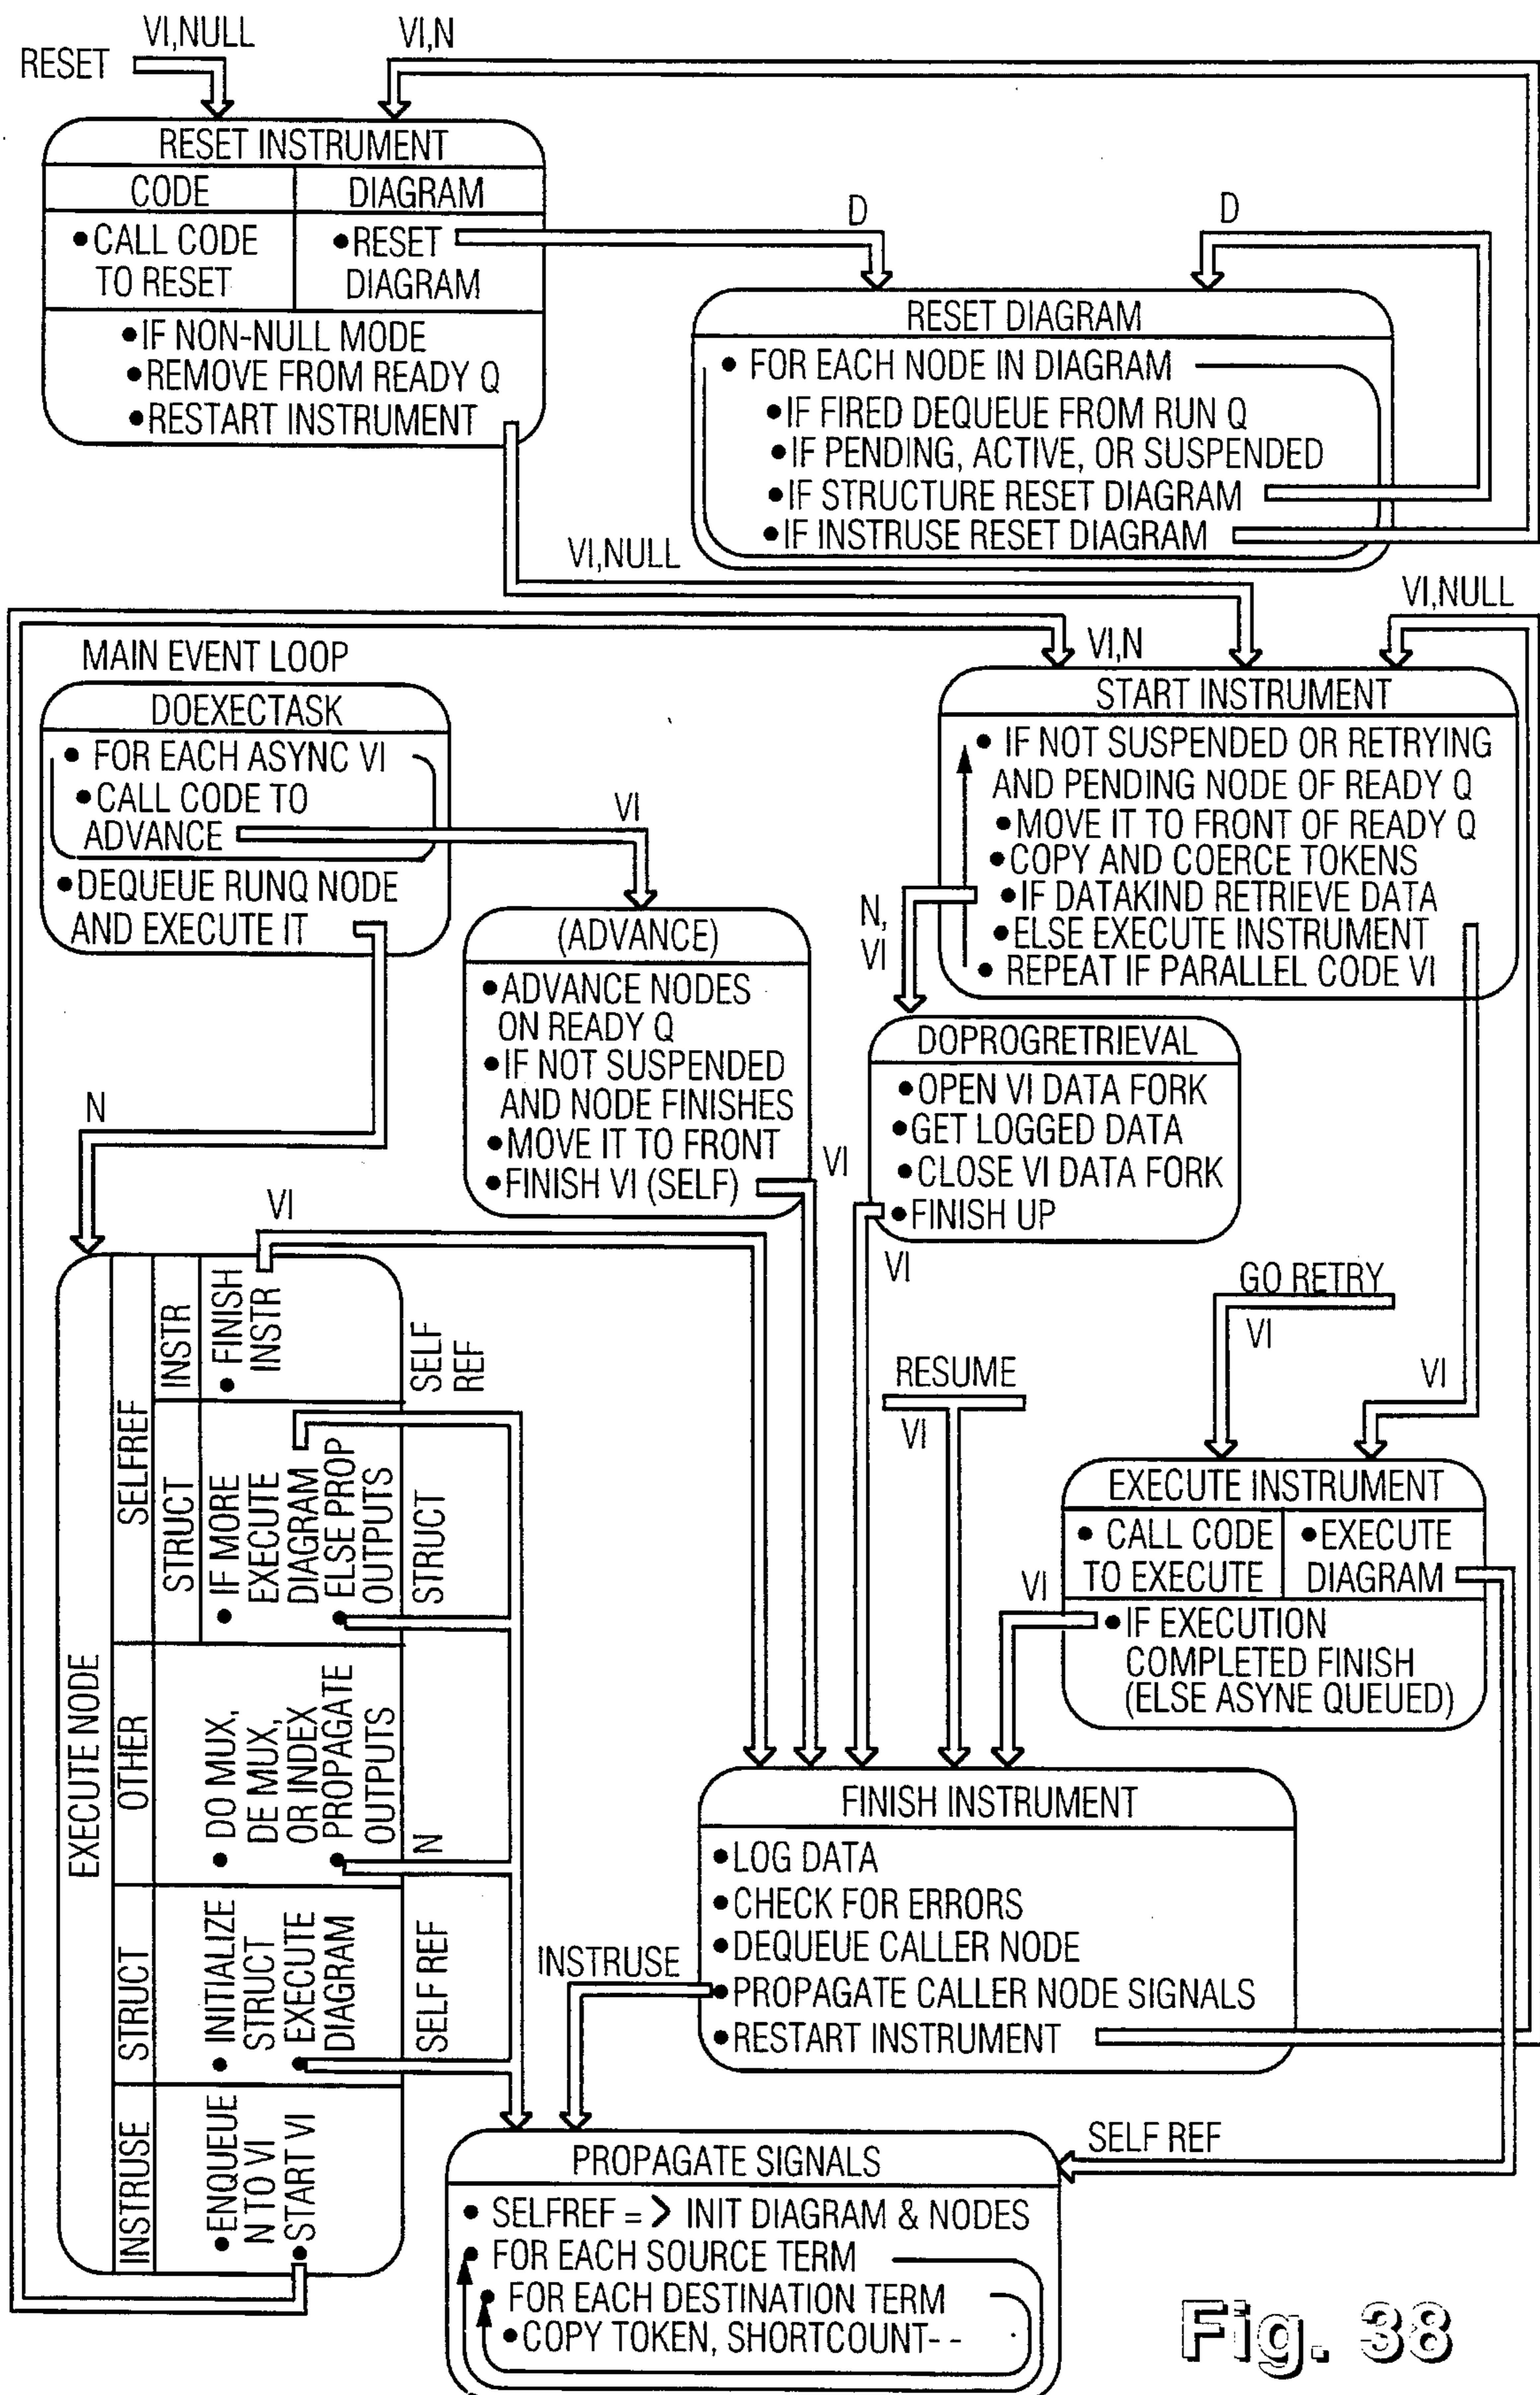 VI,NULL
RESET
VI,N
RESET INSTRUMENT
CODE
DIAGRAM
•CALL CODE
TO RESET
•RESET
DIAGRAM
•IF NON-NULL MODE
•REMOVE FROM READY Q
•RESTART INSTRUMENT
D
D
RESET DIAGRAM
• FOR EACH NODE IN DIAGRAM
•IF FIRED DEQUEUE FROM RUN Q
•IF PENDING, ACTIVE, OR SUSPENDED
•IF STRUCTURE RESET DIAGRAM
•IF INSTRUSE RESET DIAGRAM
VI,NULL
VI,NULL
VI,N
MAIN EVENT LOOP
DOEXECTASK
• FOR EACH ASYNC VI
•CALL CODE TO
ADVANCE
•DEQUEUE RUNQ NODE
AND EXECUTE IT
VI
START INSTRUMENT
• IF NOT SUSPENDED OR RETRYING
AND PENDING NODE OF READY Q
•MOVE IT TO FRONT OF READY Q
•COPY AND COERCE TOKENS
•IF DATAKIND RETRIEVE DATA
•ELSE EXECUTE INSTRUMENT
• REPEAT IF PARALLEL CODE VI
N,
VI
(ADVANCE)
•ADVANCE NODES
ON READY Q
•IF NOT SUSPENDED
AND NODE FINISHES
•MOVE IT TO FRONT
•FINISH VI (SELF)
VI
DOPROGRETRIEVAL
•OPEN VI DATA FORK
•GET LOGGED DATA
•CLOSE VI DATA FORK
•FINISH UP
VI
N
VI
GO RETRY
VI
RESUME
VI
VI
EXECUTE NODE
SELFREF
INSTR
• FINISH
INSTR
SELF
REF
STRUCT
• IF MORE
EXECUTE
DIAGRAM
• ELSE PROP
OUTPUTS
STRUCT
OTHER
• DO MUX,
DE MUX,
OR INDEX
• PROPAGATE
OUTPUTS
N
STRUCT
• INITIALIZE
STRUCT
• EXECUTE
DIAGRAM
SELF REF
INSTRUSE
•ENQUEUE
N TO VI
•START VI
EXECUTE INSTRUMENT
• CALL CODE
TO EXECUTE
•EXECUTE
DIAGRAM
VI
•IF EXECUTION
COMPLETED FINISH
(ELSE ASYNE QUEUED)
FINISH INSTRUMENT
•LOG DATA
•CHECK FOR ERRORS
•DEQUEUE CALLER NODE
•PROPAGATE CALLER NODE SIGNALS
•RESTART INSTRUMENT
INSTRUSE
SELF REF
PROPAGATE SIGNALS
• SELFREF = > INIT DIAGRAM & NODES
•FOR EACH SOURCE TERM
•FOR EACH DESTINATION TERM
•COPY TOKEN, SHORTCOUNT--
Fig. 38